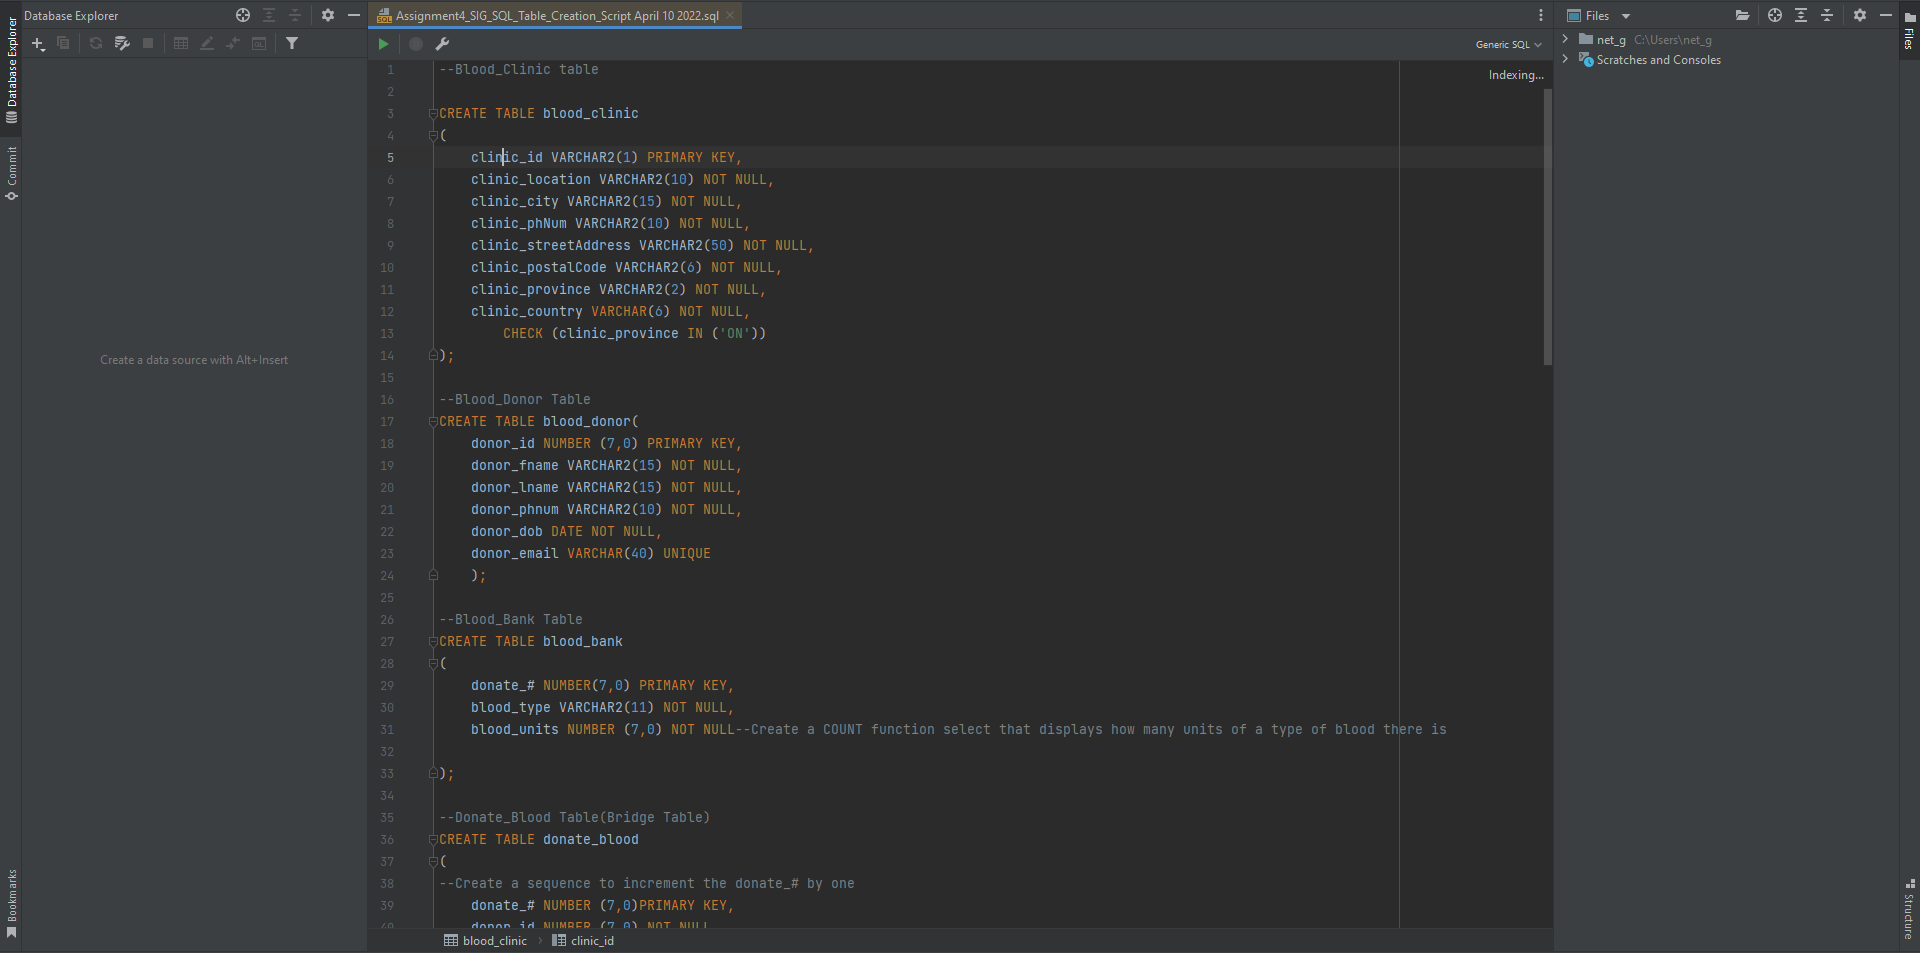 Database Explorer
Assignment4_SIG_SQL_Table_Creation_Script April 10 2022.sql
Files
Generic SQL
Indexing...
net_g C:\Users\net_g
Scratches and Consoles
Database Explorer
Commit
Bookmarks
Files
Structure
Create a data source with Alt+Insert
1 --Blood_Clinic table
2
3 CREATE TABLE blood_clinic
4 (
5 clinic_id VARCHAR2(1) PRIMARY KEY,
6 clinic_location VARCHAR2(10) NOT NULL,
7 clinic_city VARCHAR2(15) NOT NULL,
8 clinic_phNum VARCHAR2(10) NOT NULL,
9 clinic_streetAddress VARCHAR2(50) NOT NULL,
10 clinic_postalCode VARCHAR2(6) NOT NULL,
11 clinic_province VARCHAR2(2) NOT NULL,
12 clinic_country VARCHAR(6) NOT NULL,
13 CHECK (clinic_province IN ('ON'))
14 );
15
16 --Blood_Donor Table
17 CREATE TABLE blood_donor(
18 donor_id NUMBER (7,0) PRIMARY KEY,
19 donor_fname VARCHAR2(15) NOT NULL,
20 donor_lname VARCHAR2(15) NOT NULL,
21 donor_phnum VARCHAR2(10) NOT NULL,
22 donor_dob DATE NOT NULL,
23 donor_email VARCHAR(40) UNIQUE
24 );
25
26 --Blood_Bank Table
27 CREATE TABLE blood_bank
28 (
29 donate_# NUMBER(7,0) PRIMARY KEY,
30 blood_type VARCHAR2(11) NOT NULL,
31 blood_units NUMBER (7,0) NOT NULL--Create a COUNT function select that displays how many units of a type of blood there is
32
33 );
34
35 --Donate_Blood Table(Bridge Table)
36 CREATE TABLE donate_blood
37 (
38 --Create a sequence to increment the donate_# by one
39 donate_# NUMBER (7,0)PRIMARY KEY,
40 donor_id NUMBER (7,0) NOT NULL
blood_clinic
clinic_id